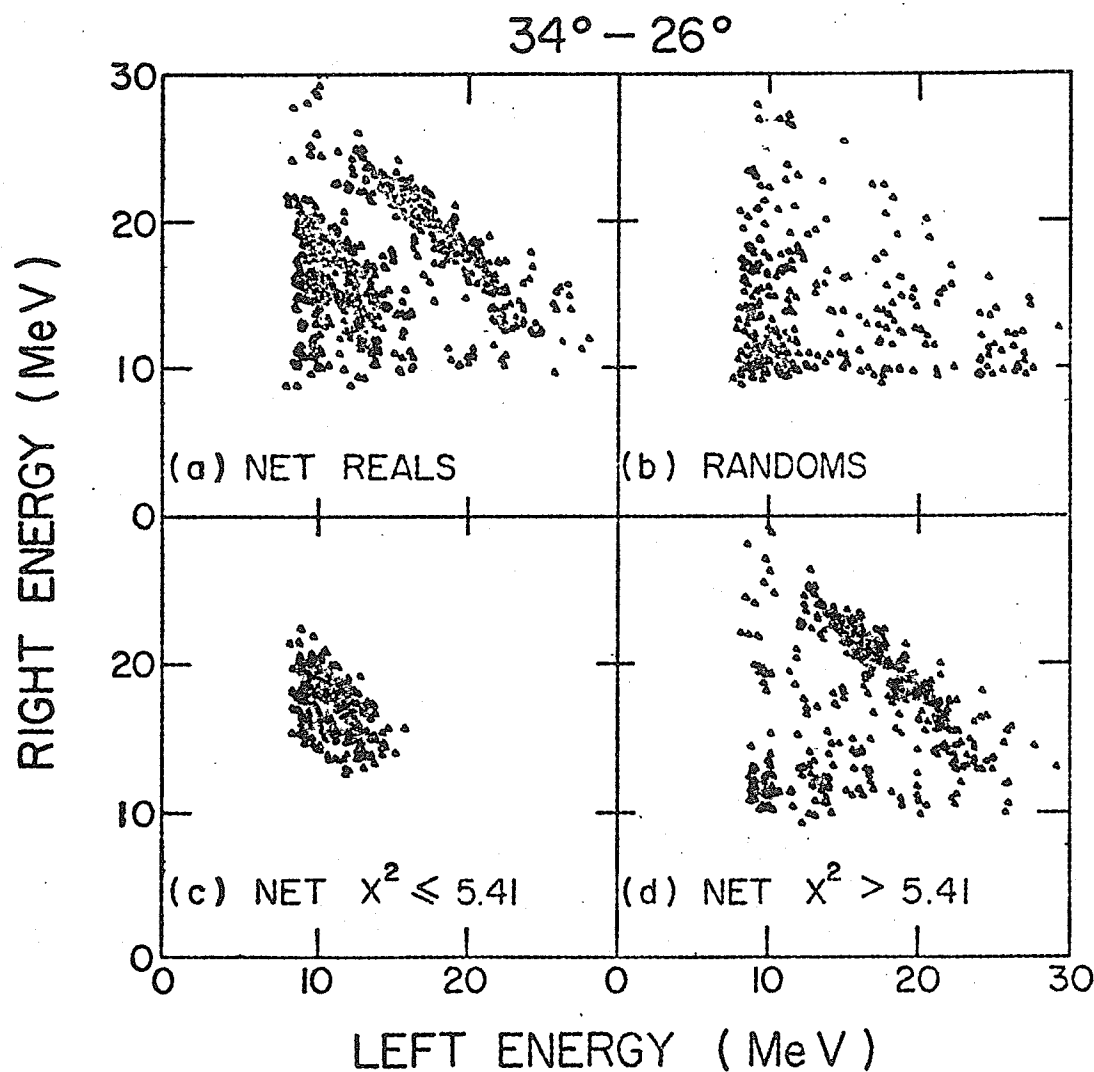 34° – 26°
30
20
10
0
(a) NET REALS
(b) RANDOMS
20
10
0
(c) NET X² ≤ 5.41
(d) NET X² > 5.41
0 10 20 0 10 20 30
RIGHT ENERGY (MeV)
LEFT ENERGY (MeV)